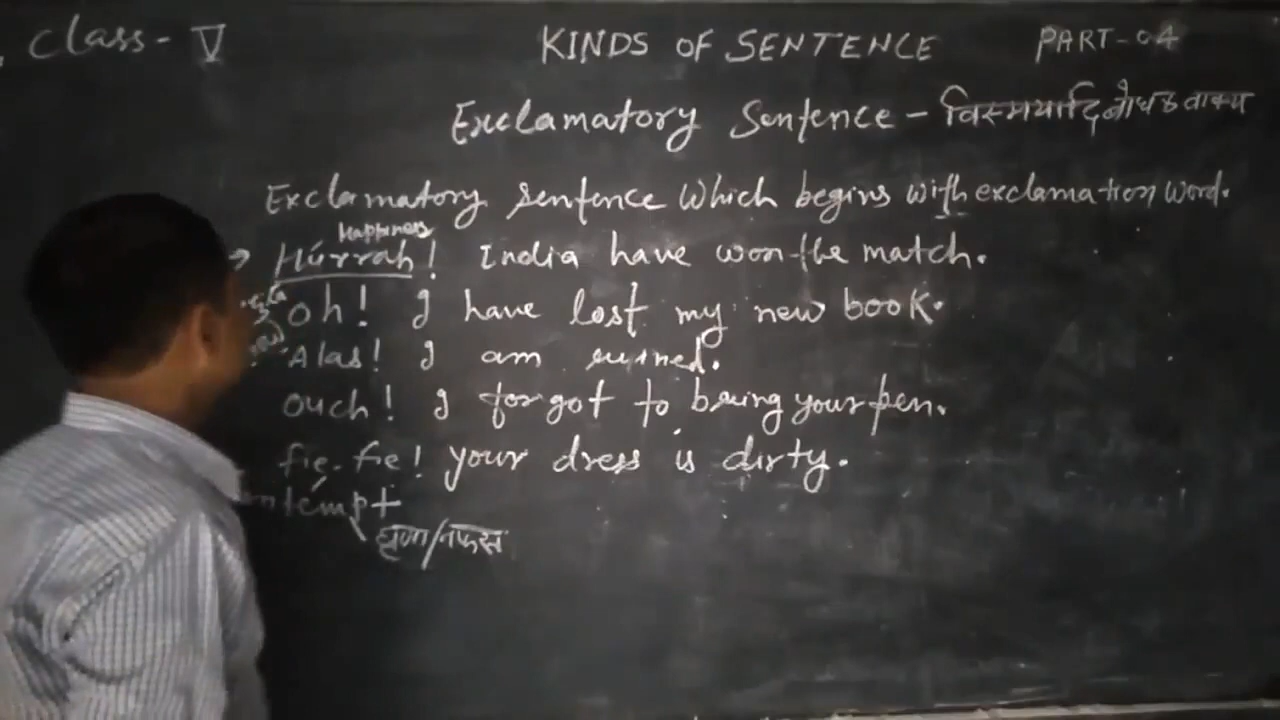 Class - V
KINDS OF SENTENCE PART-04
Exclamatory Sentence - विस्मयादिबोधक वाक्य
Exclamatory sentence Which begins with exclamation word.
Happiness
Hurrah! India have won the match.
oh! I have lost my new book.
Alas! I am ruined.
ouch! I forgot to bring your pen.
fie-fie! your dress is dirty.
ntempt
घृणा/नफरत